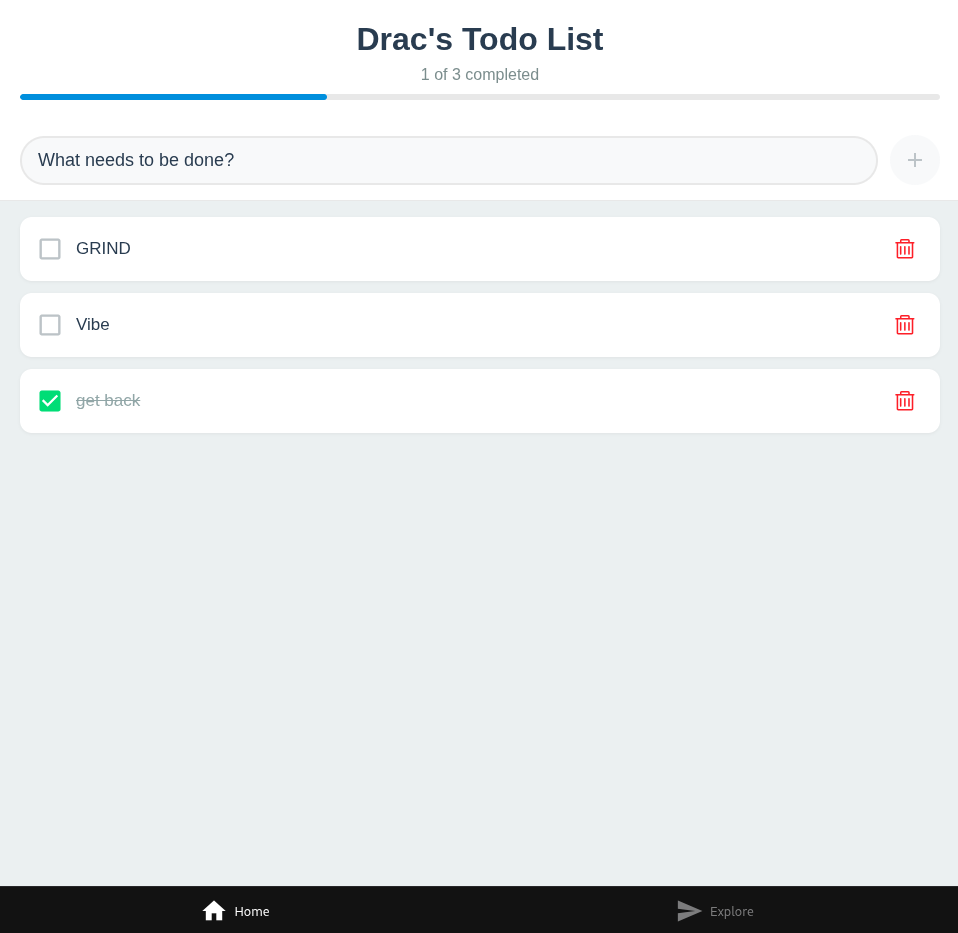 Drac's Todo List
1 of 3 completed
What needs to be done?
GRIND
Vibe
get back
Home
Explore